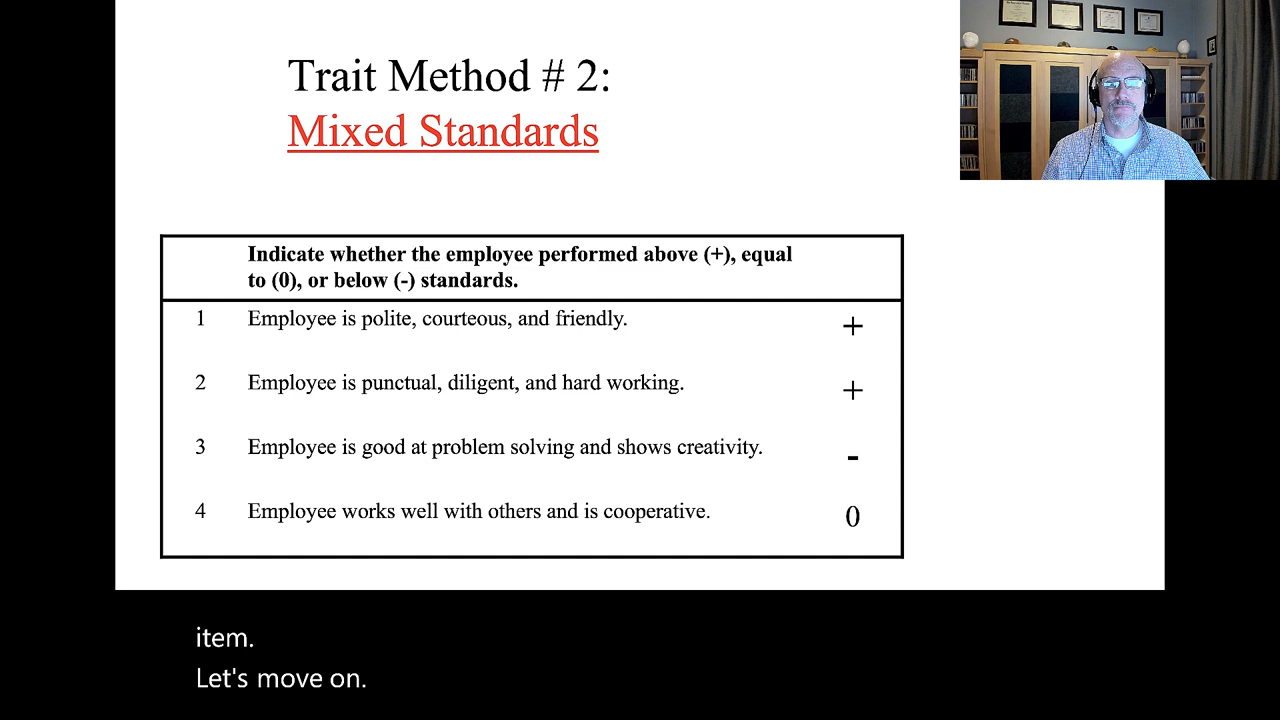 Trait Method # 2:
Mixed Standards
Indicate whether the employee performed above (+), equal
to (0), or below (-) standards.
1 Employee is polite, courteous, and friendly. +
2 Employee is punctual, diligent, and hard working. +
3 Employee is good at problem solving and shows creativity. -
4 Employee works well with others and is cooperative. 0
item.
Let's move on.